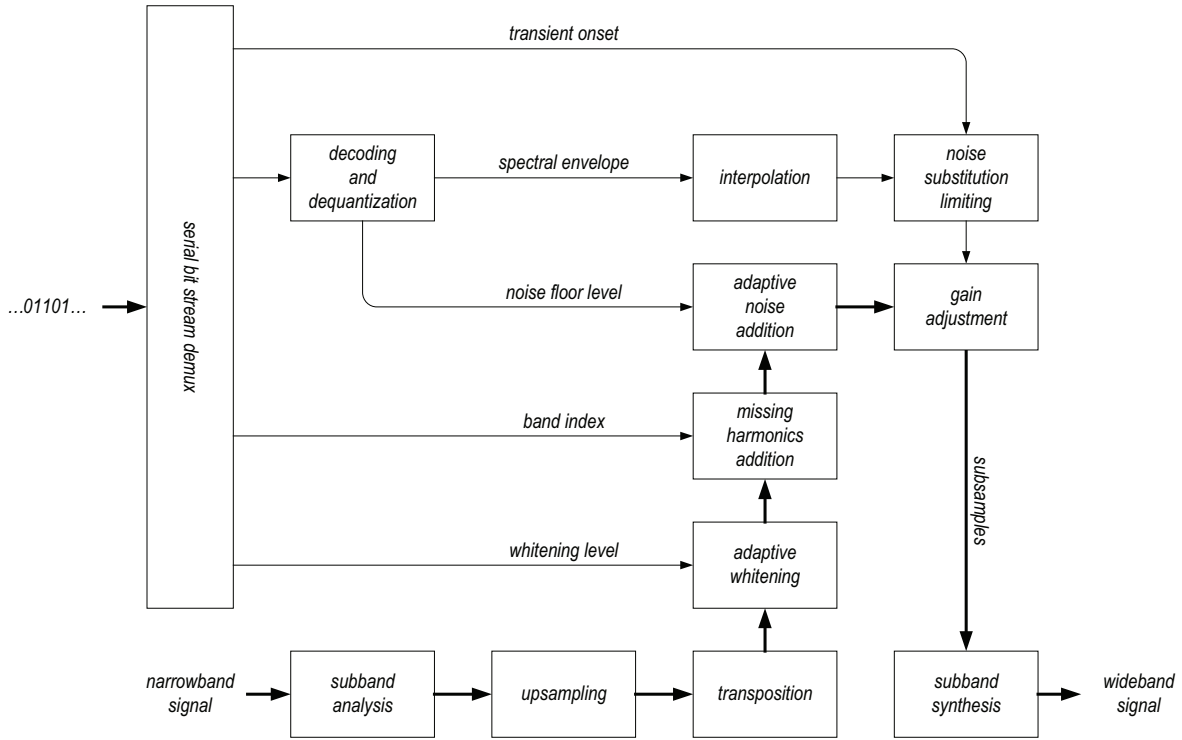 transient onset
decoding
and
dequantization
spectral envelope
interpolation
noise
substitution
limiting
serial bit stream demux
…01101…
noise floor level
adaptive
noise
addition
gain
adjustment
band index
missing
harmonics
addition
subsamples
whitening level
adaptive
whitening
narrowband
signal
subband
analysis
upsampling
transposition
subband
synthesis
wideband
signal